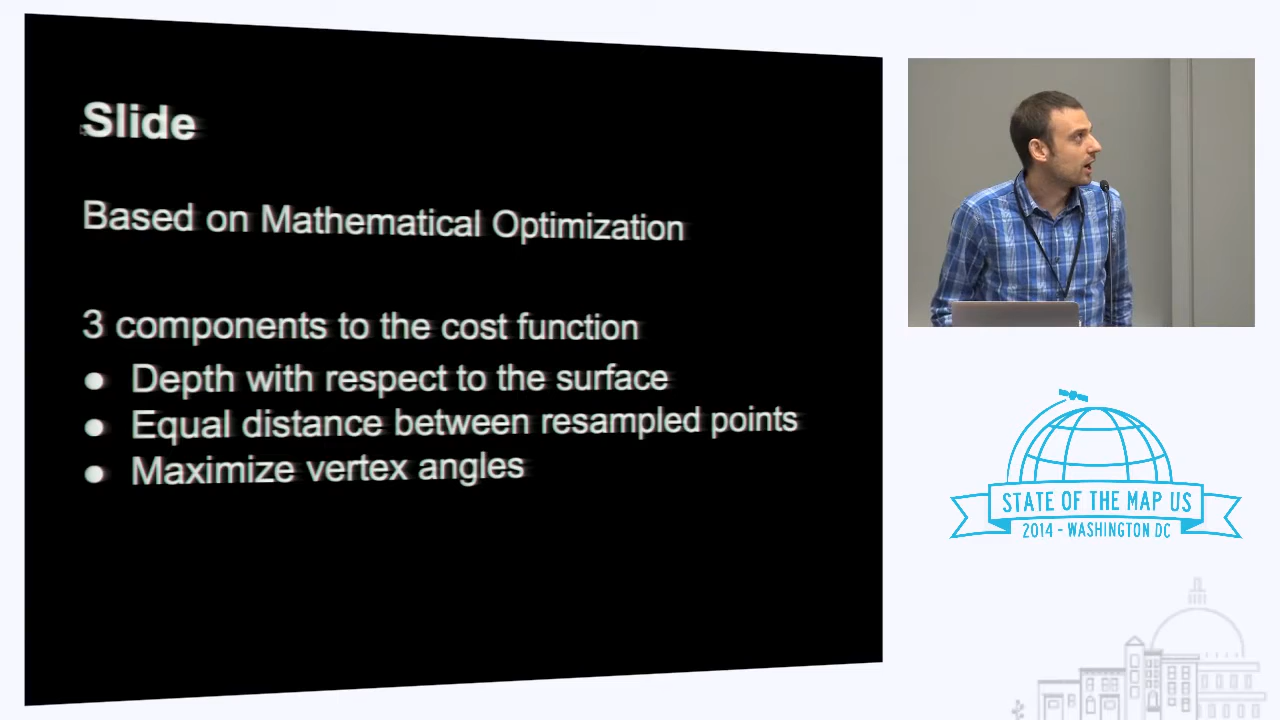 Slide
Based on Mathematical Optimization
3 components to the cost function
● Depth with respect to the surface
● Equal distance between resampled points
● Maximize vertex angles
STATE OF THE MAP US
2014 - WASHINGTON DC